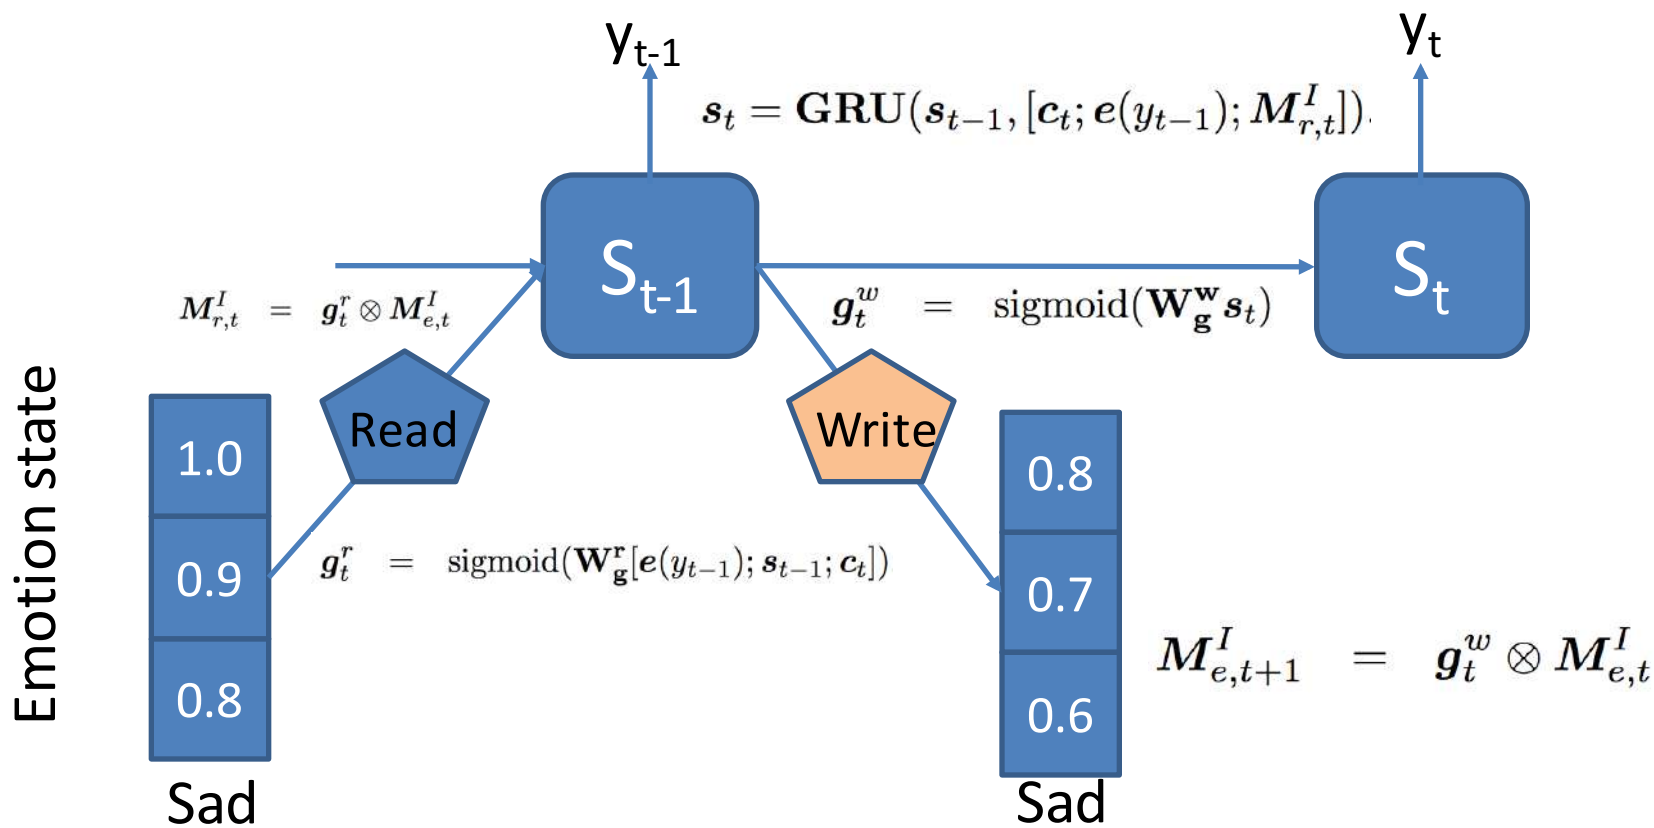 y_{t-1}
y_t
s_t = GRU(s_{t-1}, [c_t; e(y_{t-1}); M^I_{r,t}]).
S_{t-1}
S_t
M^I_{r,t} = g^r_t ⊗ M^I_{e,t}
g^w_t = sigmoid(W^w_g s_t)
Emotion state
Read
Write
1.0
0.9
0.8
0.8
0.7
0.6
g^r_t = sigmoid(W^r_g[e(y_{t-1}); s_{t-1}; c_t])
M^I_{e,t+1} = g^w_t ⊗ M^I_{e,t}
Sad
Sad